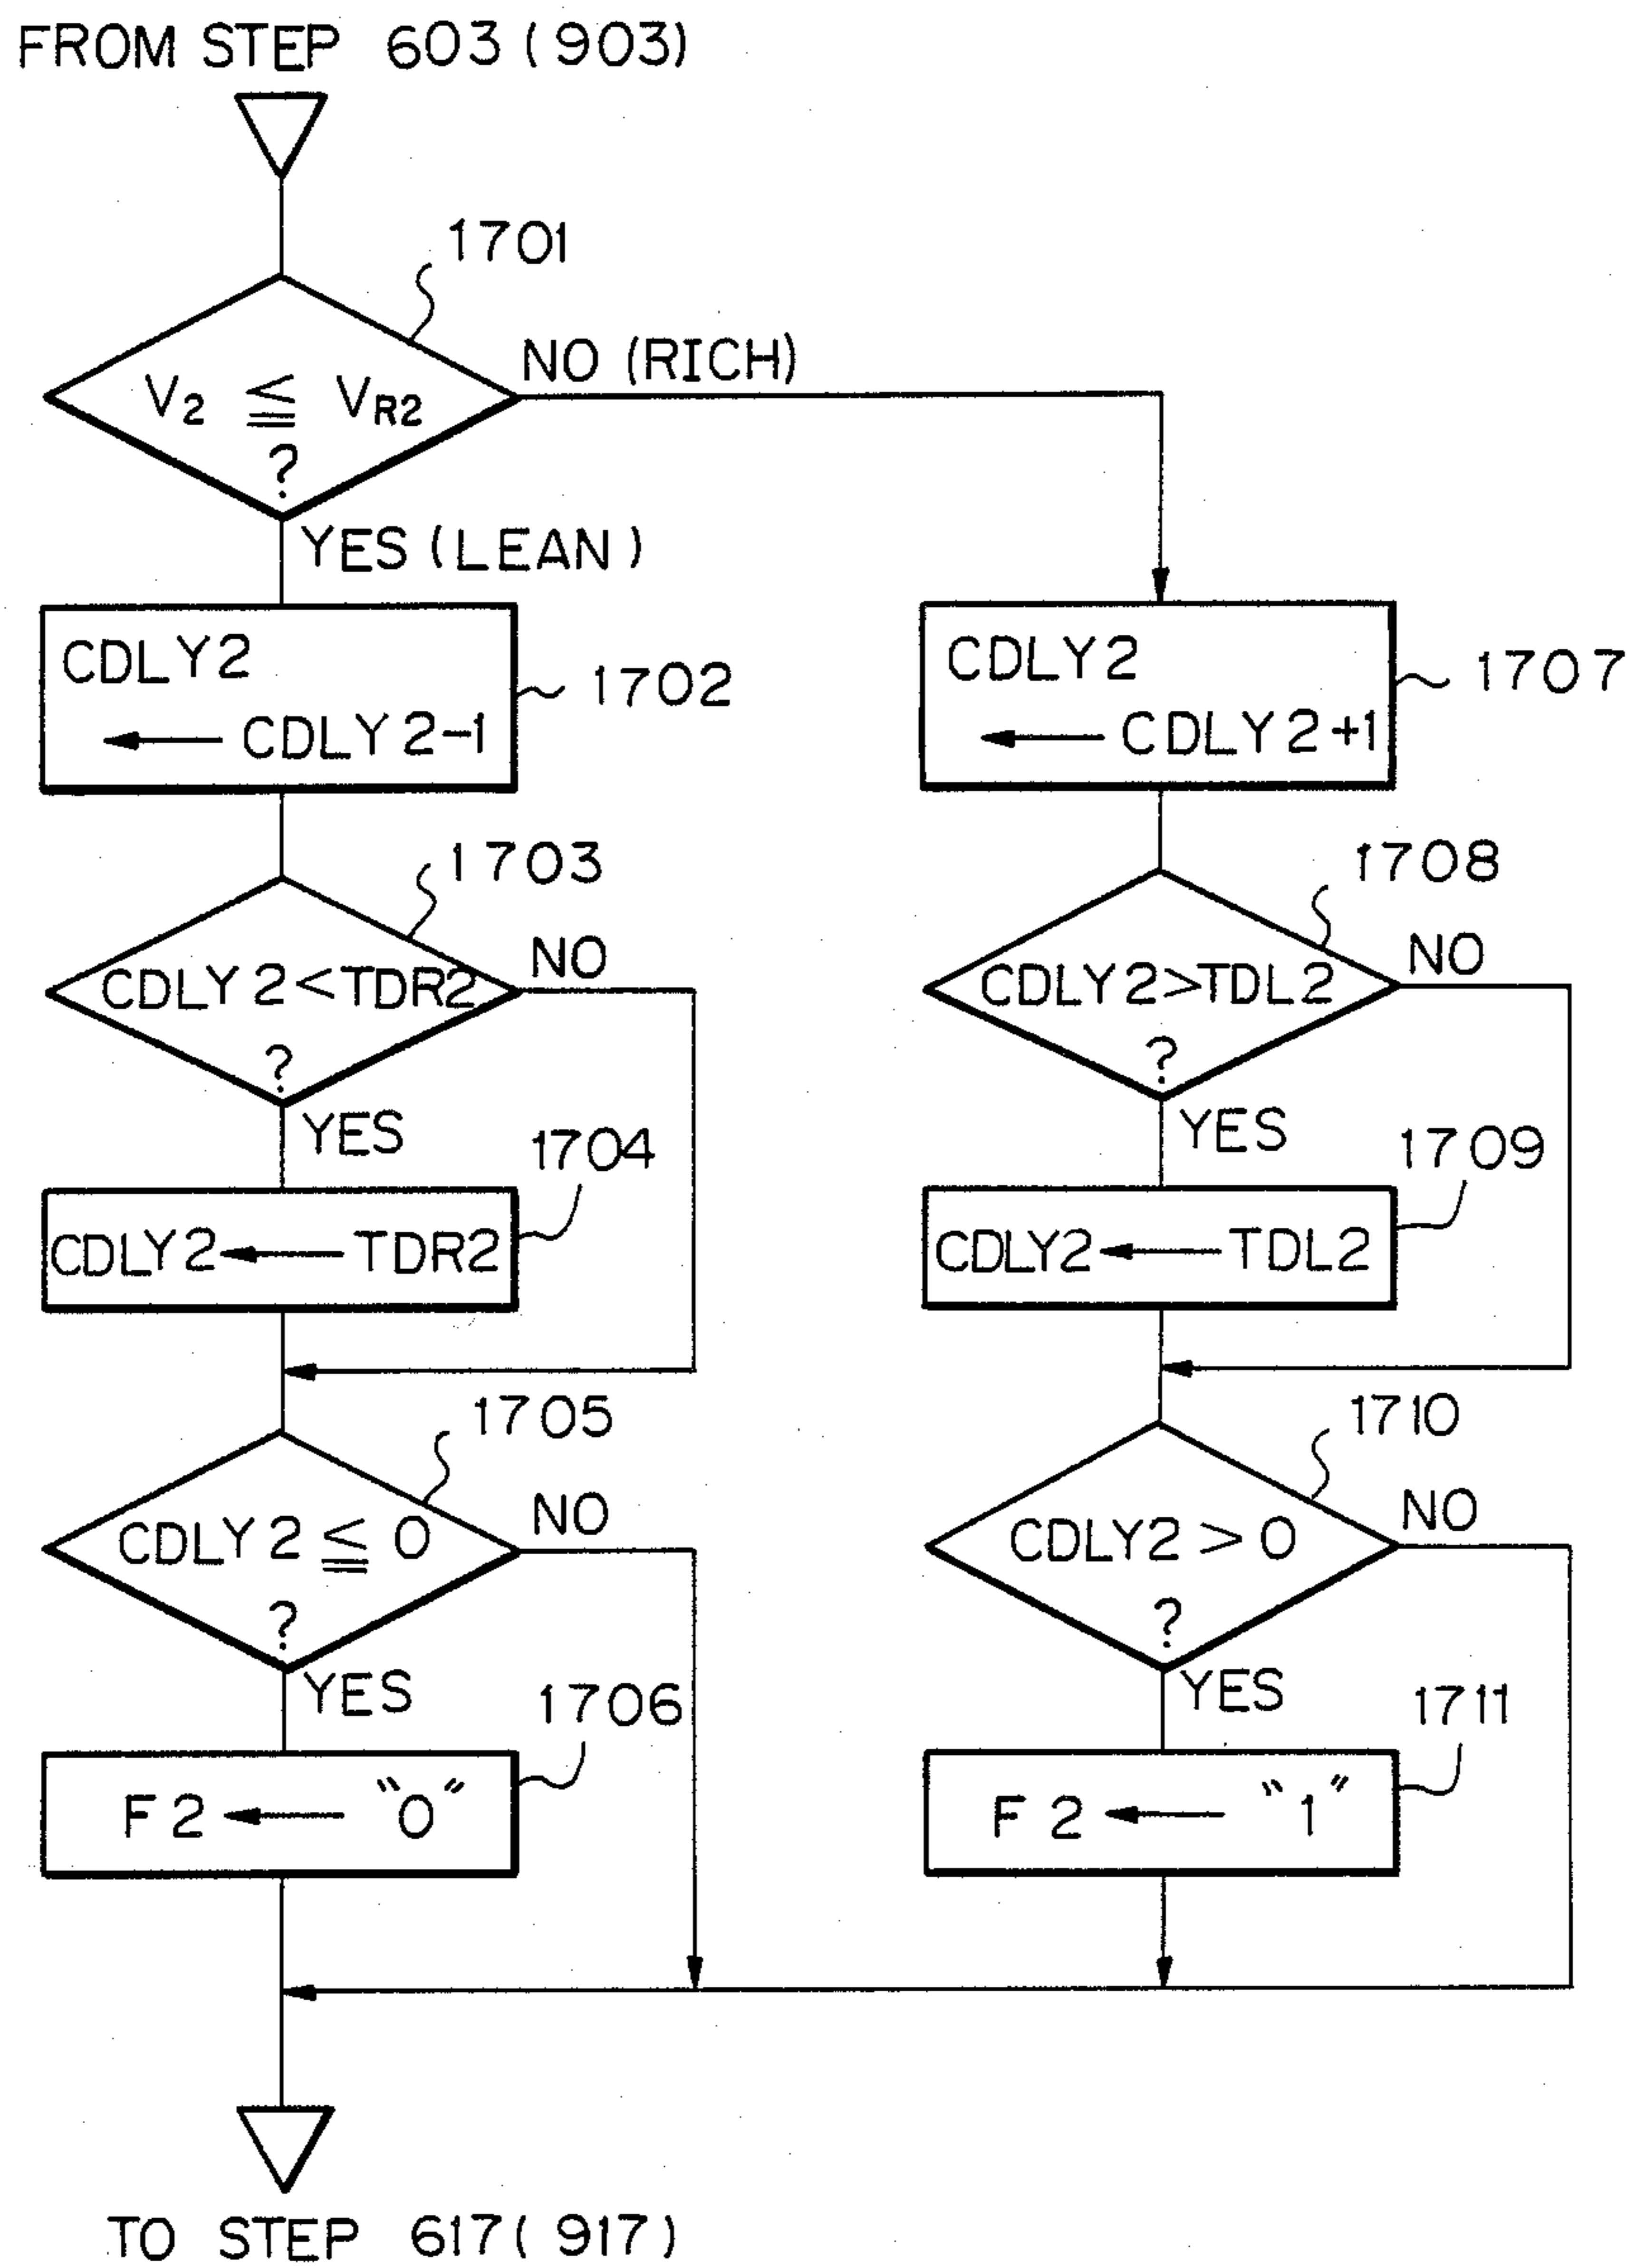 FROM STEP 603 (903)
1701
V2 ≦ VR2
?
NO (RICH)
YES (LEAN)
CDLY2
← CDLY2-1
1702
CDLY2
← CDLY2+1
1707
1703
CDLY2<TDR2
?
NO
YES
1708
CDLY2>TDL2
?
NO
YES
1704
CDLY2 ← TDR2
1709
CDLY2 ← TDL2
1705
CDLY2 ≦ 0
?
NO
YES
1710
CDLY2 > 0
?
NO
YES
1706
F2 ← "0"
1711
F2 ← "1"
TO STEP 617 (917)